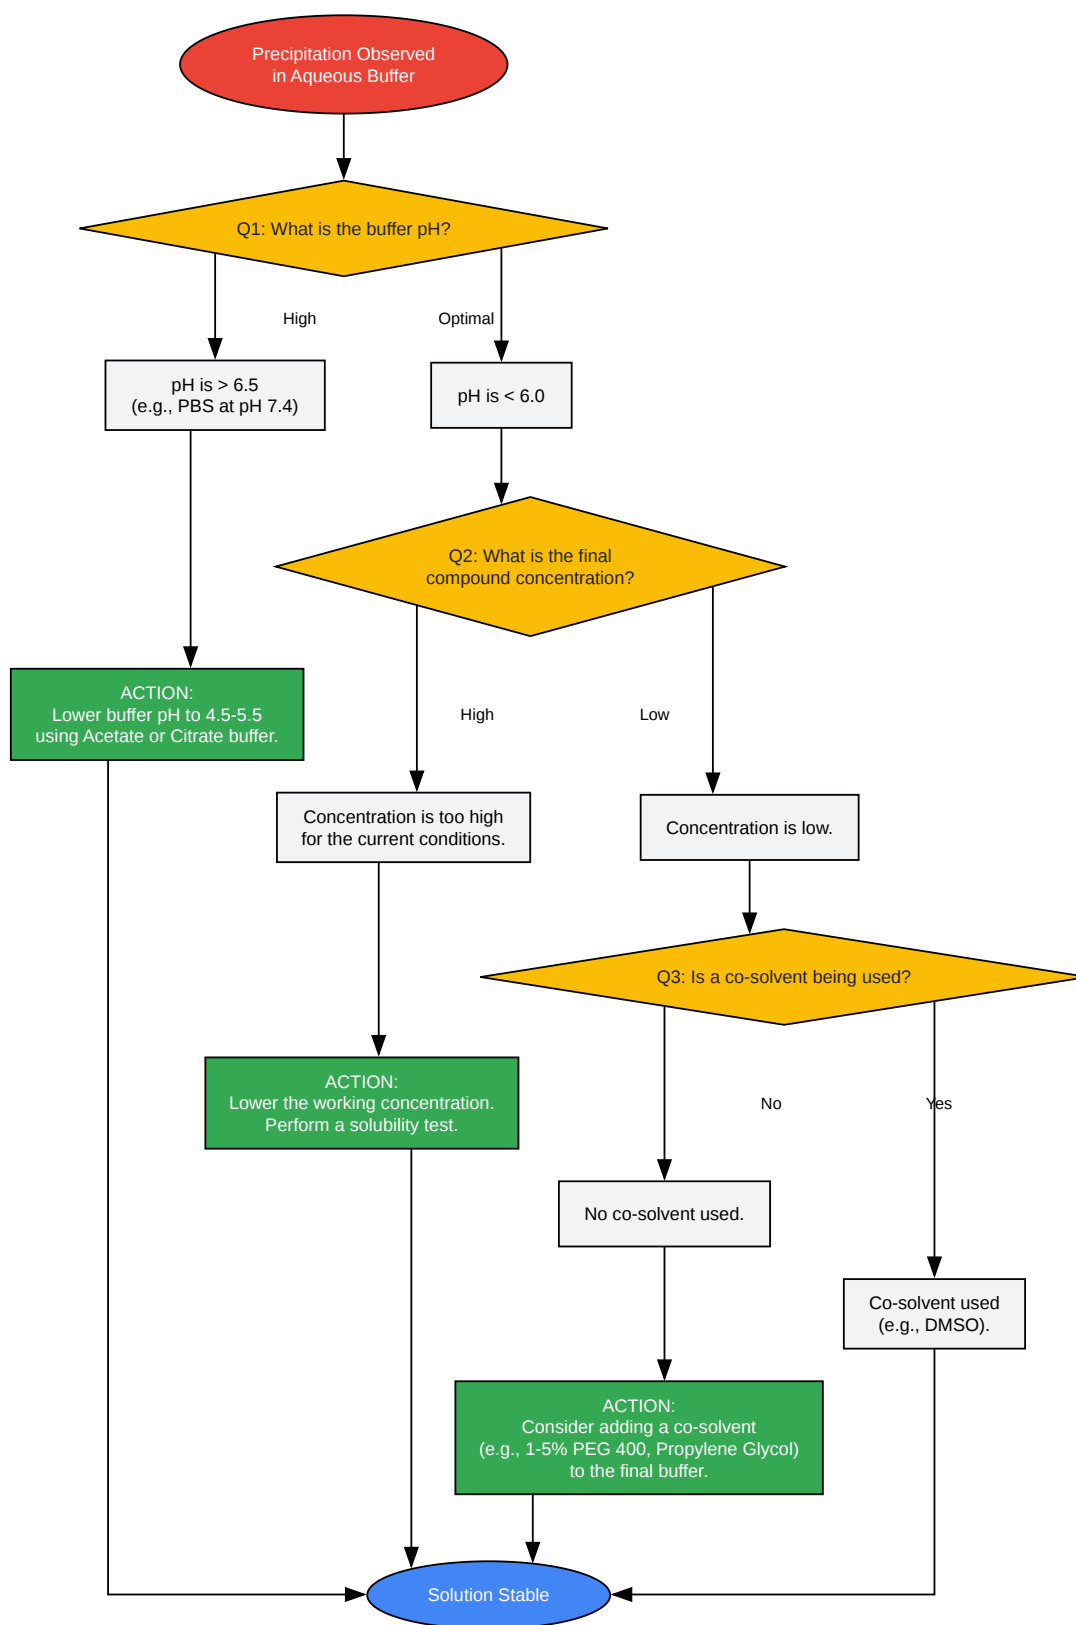 Precipitation Observed
in Aqueous Buffer
Q1: What is the buffer pH?
High
Optimal
pH is > 6.5
(e.g., PBS at pH 7.4)
pH is < 6.0
Q2: What is the final
compound concentration?
ACTION:
Lower buffer pH to 4.5-5.5
using Acetate or Citrate buffer.
High
Low
Concentration is too high
for the current conditions.
Concentration is low.
Q3: Is a co-solvent being used?
ACTION:
Lower the working concentration.
Perform a solubility test.
No
Yes
No co-solvent used.
Co-solvent used
(e.g., DMSO).
ACTION:
Consider adding a co-solvent
(e.g., 1-5% PEG 400, Propylene Glycol)
to the final buffer.
Solution Stable